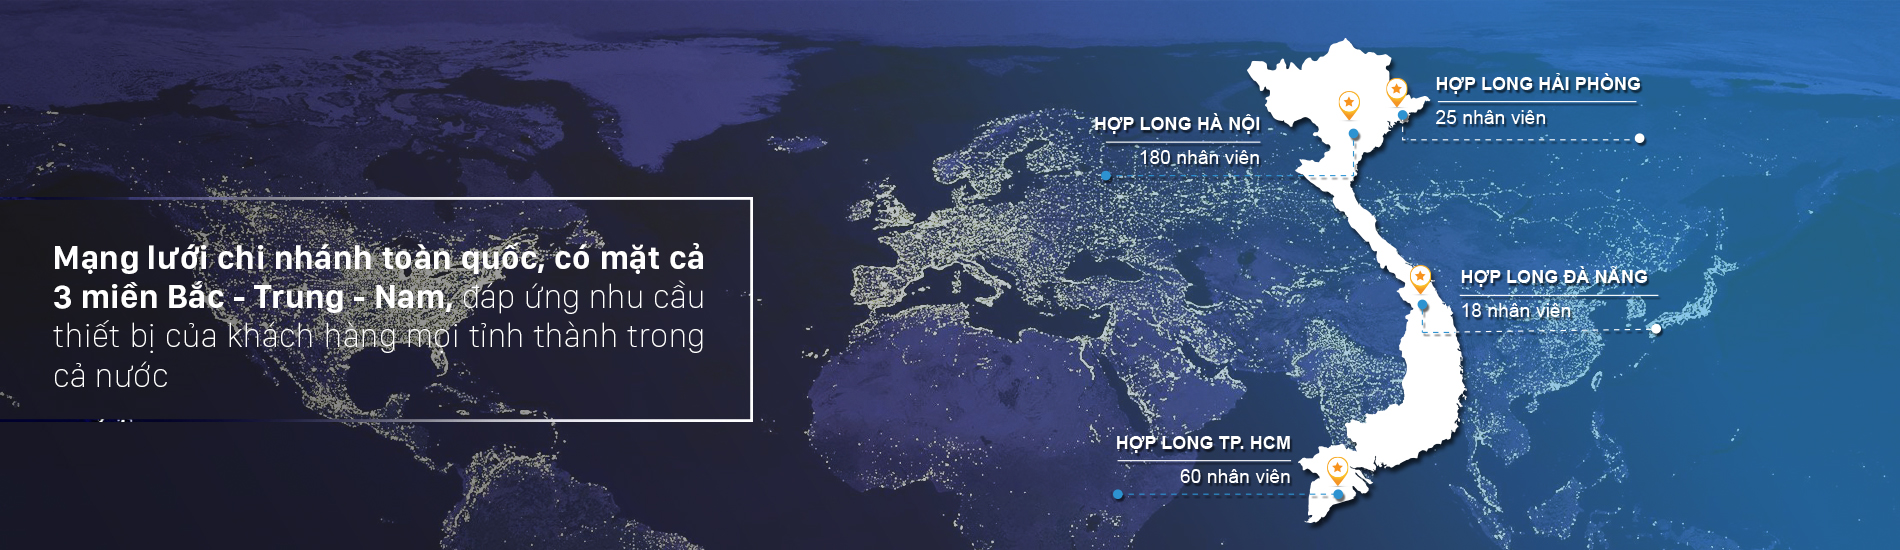 Mạng lưới chi nhánh toàn quốc, có mặt cả
3 miền Bắc - Trung - Nam, đáp ứng nhu cầu
thiết bị của khách hàng mọi tỉnh thành trong
cả nước
HỢP LONG HÀ NỘI
180 nhân viên
HỢP LONG HẢI PHÒNG
25 nhân viên
HỢP LONG ĐÀ NẴNG
18 nhân viên
HỢP LONG TP. HCM
60 nhân viên